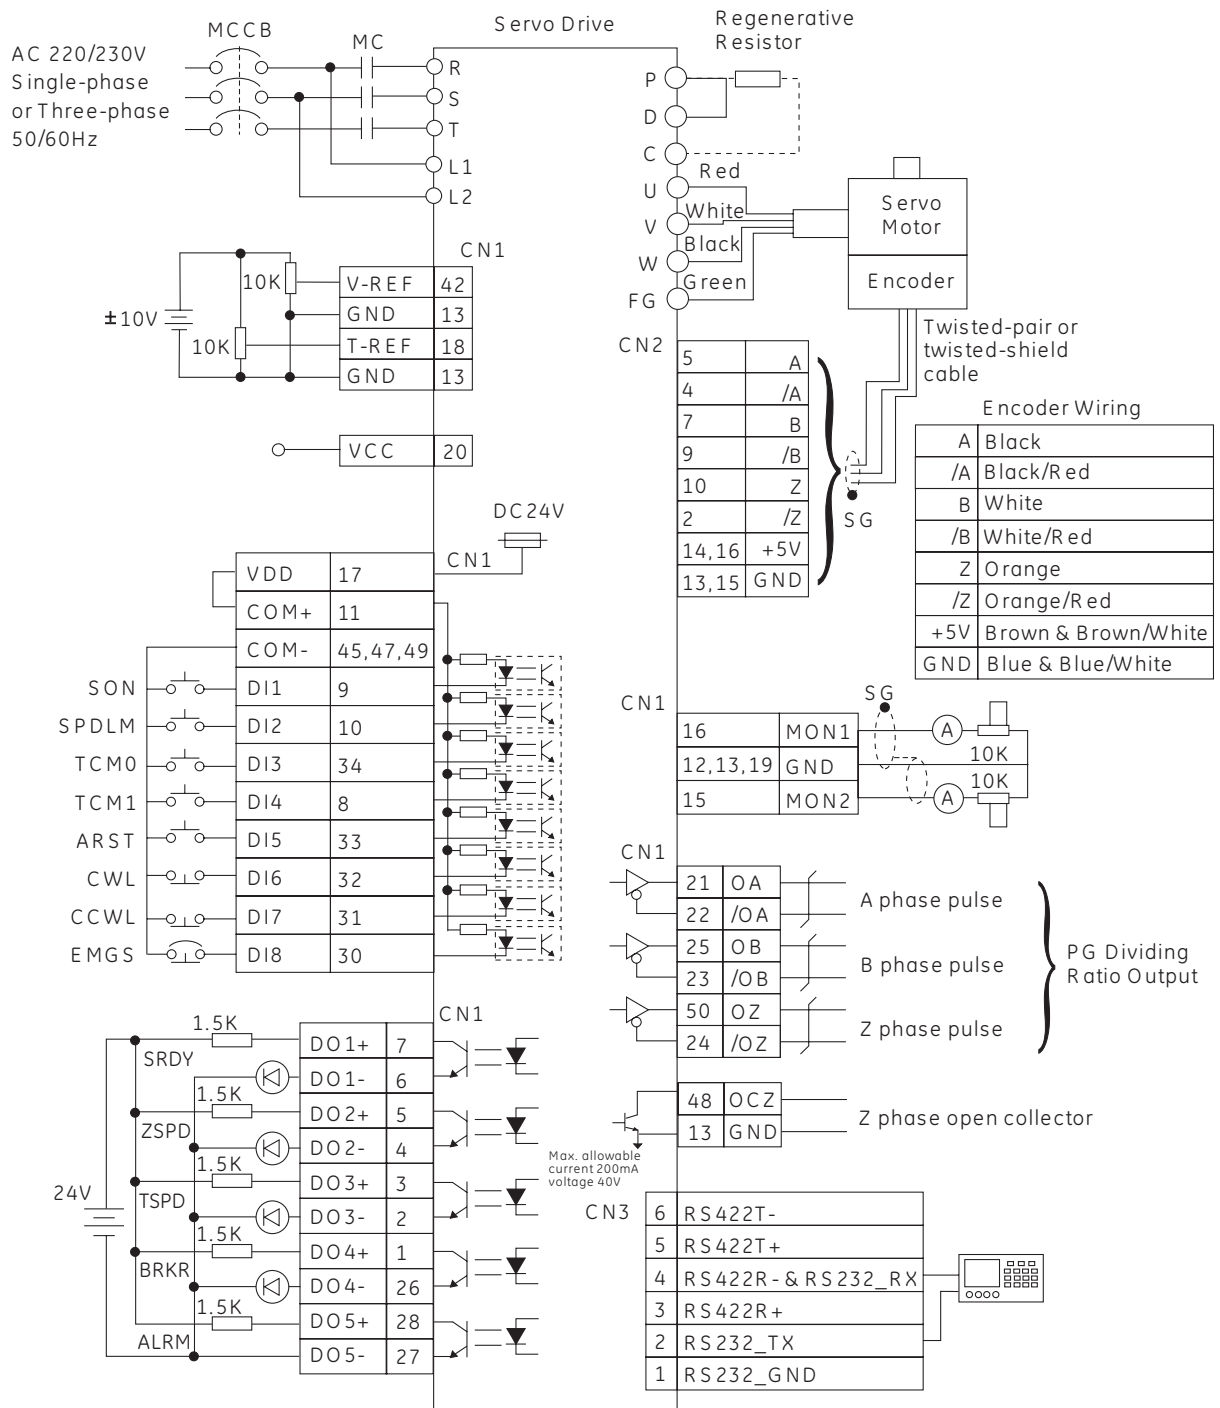 Servo Drive
Regenerative
Resistor
MCCB
MC
AC 220/230V
Single-phase
or Three-phase
50/60Hz
R
S
T
L1
L2
P
D
C
U
V
W
FG
Red
White
Black
Green
Servo
Motor
Encoder
Twisted-pair or
twisted-shield
cable
CN1
±10V
10K
10K
V-REF 42
GND 13
T-REF 18
GND 13
VCC 20
CN2
5 A
4 /A
7 B
9 /B
10 Z
2 /Z
14,16 +5V
13,15 GND
SG
Encoder Wiring
A Black
/A Black/Red
B White
/B White/Red
Z Orange
/Z Orange/Red
+5V Brown & Brown/White
GND Blue & Blue/White
DC24V
CN1
VDD 17
COM+ 11
COM- 45,47,49
SON DI1 9
SPDLM DI2 10
TCM0 DI3 34
TCM1 DI4 8
ARST DI5 33
CWL DI6 32
CCWL DI7 31
EMGS DI8 30
CN1
SG
16 MON1
12,13,19 GND
15 MON2
A
10K
10K
A
CN1
21 OA
22 /OA
A phase pulse
25 OB
23 /OB
B phase pulse
50 OZ
24 /OZ
Z phase pulse
PG Dividing
Ratio Output
48 OCZ
13 GND
Z phase open collector
Max. allowable
current 200mA
voltage 40V
CN1
24V
1.5K
SRDY
DO1+ 7
DO1- 6
1.5K
ZSPD
DO2+ 5
DO2- 4
1.5K
TSPD
DO3+ 3
DO3- 2
1.5K
BRKR
DO4+ 1
DO4- 26
1.5K
ALRM
DO5+ 28
DO5- 27
CN3
6 RS422T-
5 RS422T+
4 RS422R-& RS232_RX
3 RS422R+
2 RS232_TX
1 RS232_GND